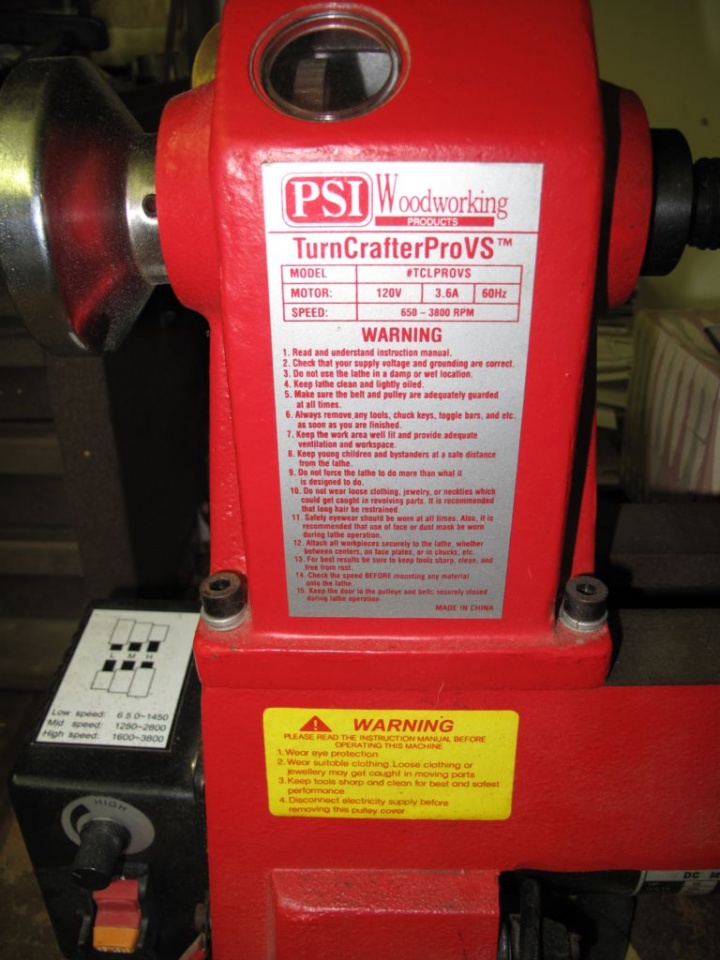 PSI Woodworking
PRODUCTS
TurnCrafterProVS™
MODEL #TCLPROVS
MOTOR: 120V 3.6A 60Hz
SPEED: 650 - 3800 RPM
WARNING
1. Read and understand instruction manual.
2. Check that your supply voltage and grounding are correct.
3. Do not use the lathe in a damp or wet location.
4. Keep lathe clean and lightly oiled.
5. Make sure the belt and pulley are adequately guarded
at all times.
6. Always remove any tools, chuck keys, toggle bars, and etc.
as soon as you are finished.
7. Keep the work area well lit and provide adequate
ventilation and workspace.
8. Keep young children and bystanders at a safe distance
from the lathe.
9. Do not force the lathe to do more than what it
is designed to do.
10. Do not wear loose clothing, jewelry, or neckties which
could get caught in revolving parts. It is recommended
that long hair be restrained.
11. Safety eyewear should be worn at all times. Also, it is
recommended that use of face or dust mask be worn
during lathe operation.
12. Attach all workpieces securely to the lathe, whether
between centers, on face plates, or in chucks, etc.
13. For best results be sure to keep tools sharp, clean, and
free from rust.
14. Check the speed BEFORE mounting any material
onto the lathe.
15. Keep the door to the pulleys and belts, securely closed
during lathe operation.
MADE IN CHINA
L M H
Low speed: 6 5 0~1450
Mid speed: 1250~2800
High speed: 1600~3800
HIGH
WARNING
PLEASE READ THE INSTRUCTION MANUAL BEFORE
OPERATING THIS MACHINE
1. Wear eye protection
2. Wear suitable clothing. Loose clothing or
jewellery may get caught in moving parts
3. Keep tools sharp and clean for best and safest
performance
4. Disconnect electricity supply before
removing this pulley cover
DC